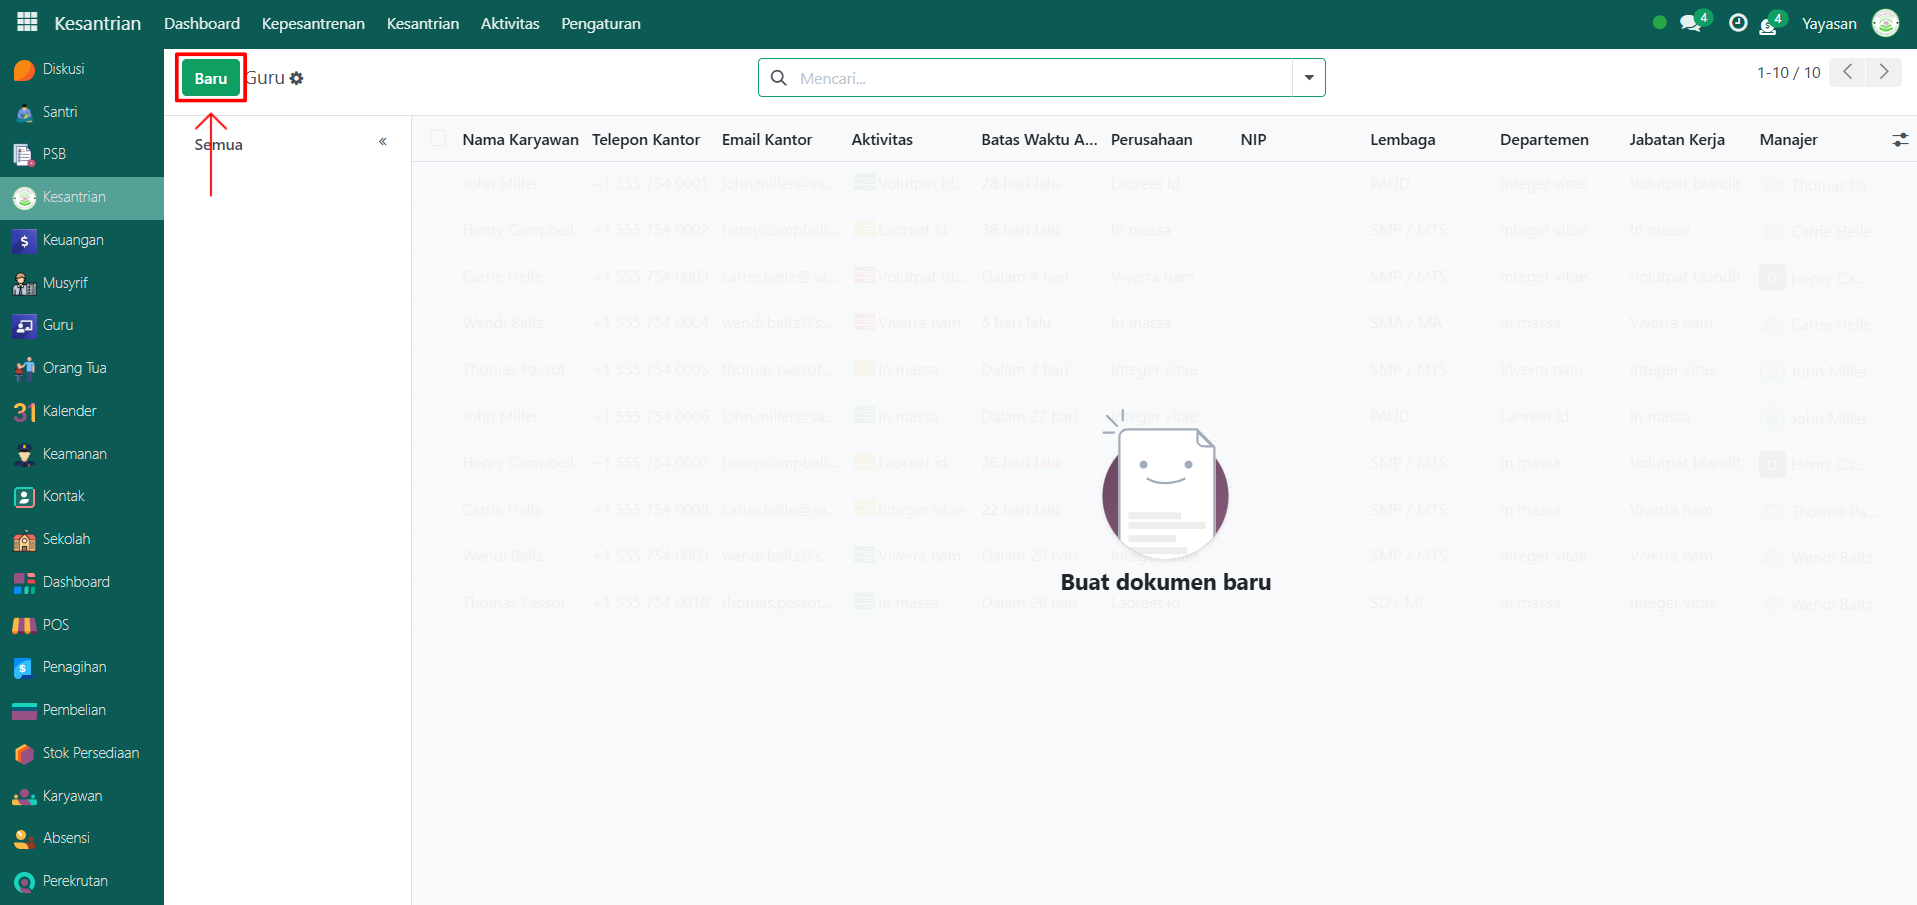 Kesantrian Dashboard Kepesantrenan Kesantrian Aktivitas Pengaturan 4 4 Yayasan
Diskusi
Santri
PSB
Kesantrian
Keuangan
Musyrif
Guru
Orang Tua
31 Kalender
Keamanan
Kontak
Sekolah
Dashboard
POS
Penagihan
Pembelian
Stok Persediaan
Karyawan
Absensi
Perekrutan
Baru Guru Mencari... 1-10 / 10
Semua «
Nama Karyawan Telepon Kantor Email Kantor Aktivitas Batas Waktu A... Perusahaan NIP Lembaga Departemen Jabatan Kerja Manajer
John Miller +1 555 754 0001 john.miller@sa... Volutpat bl... 28 hari lalu Laoreet id PAUD Integer vitae Volutpat blandit Thomas Pa...
Henry Campbell +1 555 754 0002 henry.campbell... Laoreet id 36 hari lalu In massa SMP / MTS Integer vitae In massa Carrie Helle
Carrie Helle +1 555 754 0003 carrie.helle@sa... Volutpat bl... Dalam 4 hari Viverra nam SMP / MTS Integer vitae Volutpat blandit D Henry Ca...
Wendi Baltz +1 555 754 0004 wendi.baltz@s... Viverra nam 5 hari lalu In massa SMA / MA In massa Viverra nam Carrie Helle
Thomas Passot +1 555 754 0005 thomas.passot... In massa Dalam 3 hari Integer vitae SMP / MTS Viverra nam Integer vitae John Miller
John Miller +1 555 754 0006 john.miller@sa... In massa Dalam 27 hari Integer vitae PAUD Laoreet id In massa John Miller
Henry Campbell +1 555 754 0007 henry.campbell... Laoreet id 26 hari lalu SMP / MTS In massa Volutpat blandit D Henry Ca...
Carrie Helle +1 555 754 0008 carrie.helle@sa... Integer vitae 22 hari lalu SMP / MTS In massa Viverra nam Thomas Pa...
Wendi Baltz +1 555 754 0009 wendi.baltz@s... Viverra nam Dalam 20 hari Integer vitae SMP / MTS Integer vitae Viverra nam Wendi Baltz
Buat dokumen baru
Thomas Passot +1 555 754 0010 thomas.passot... In massa Dalam 26 hari Laoreet id SD / MI In massa Integer vitae Wendi Baltz